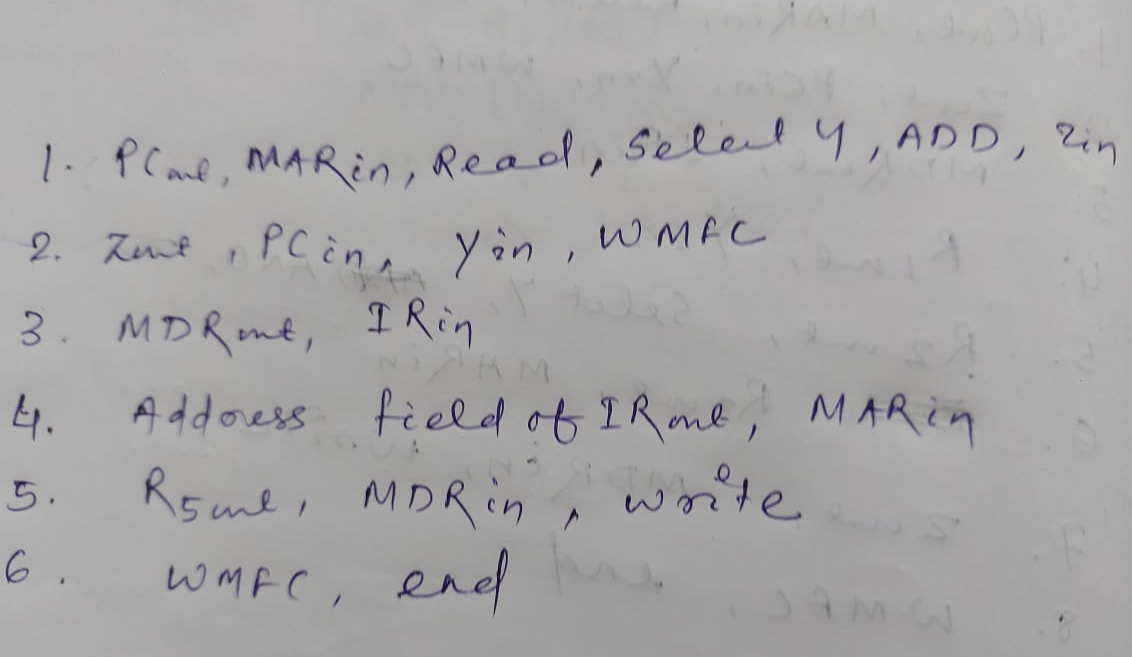 1. PCout, MARin, Read, Select 4, ADD, Zin
2. Zout, PCin, Yin, WMFC
3. MDRout, IRin
4. Address field of IRout, MARin
5. R5out, MDRin, write
6. WMFC, end